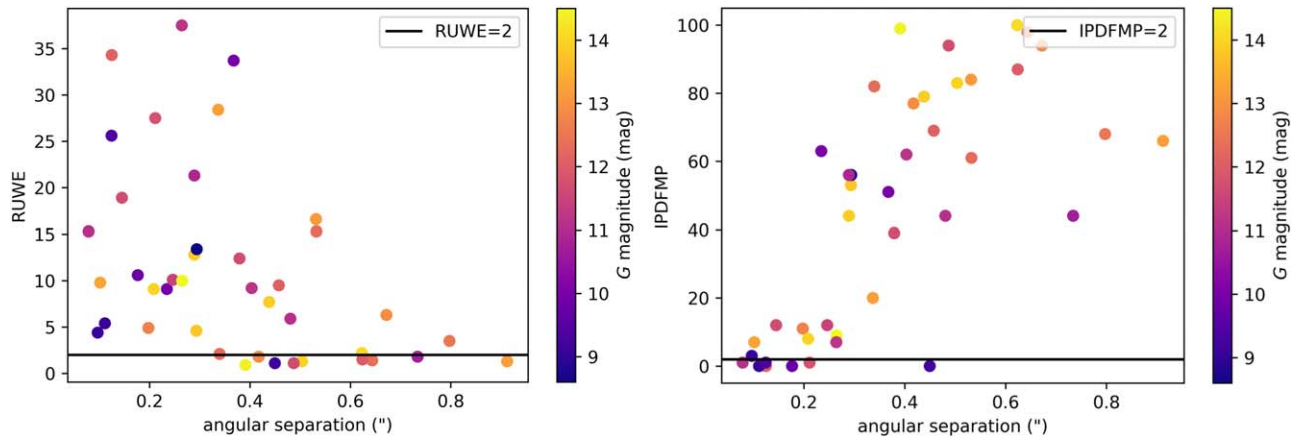 RUWE=2
35
30
25
20
15
10
5
0
RUWE
0.2 0.4 0.6 0.8
angular separation (")
14
13
12
11
10
9
G magnitude (mag)
IPDFMP=2
100
80
60
40
20
0
IPDFMP
0.2 0.4 0.6 0.8
angular separation (")
14
13
12
11
10
9
G magnitude (mag)